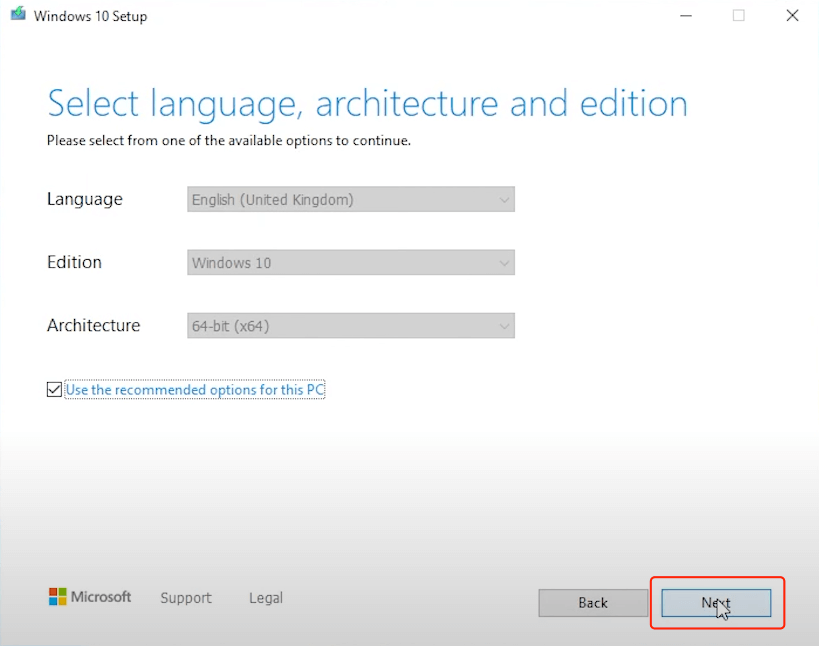 Windows 10 Setup
Select language, architecture and edition
Please select from one of the available options to continue.
Language English (United Kingdom)
Edition Windows 10
Architecture 64-bit (x64)
Use the recommended options for this PC
Microsoft Support Legal Back Next